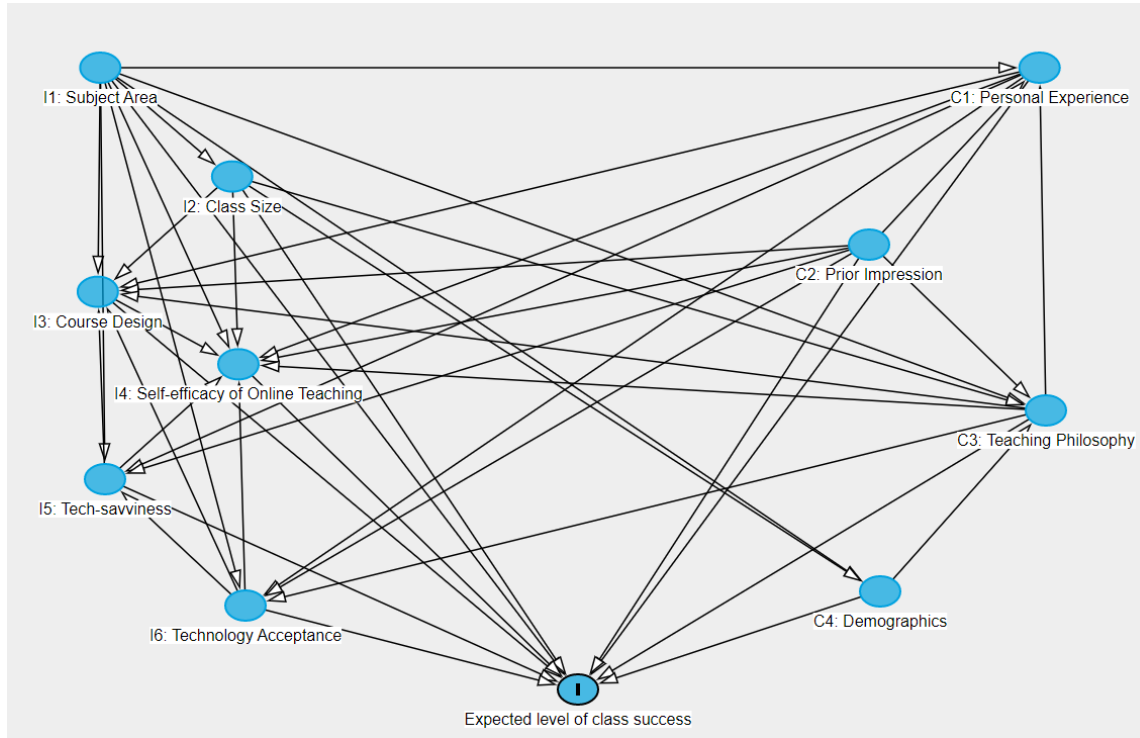 I1: Subject Area
C1: Personal Experience
I2: Class Size
C2: Prior Impression
I3: Course Design
I4: Self-efficacy of Online Teaching
C3: Teaching Philosophy
I5: Tech-savviness
C4: Demographics
I6: Technology Acceptance
I
Expected level of class success